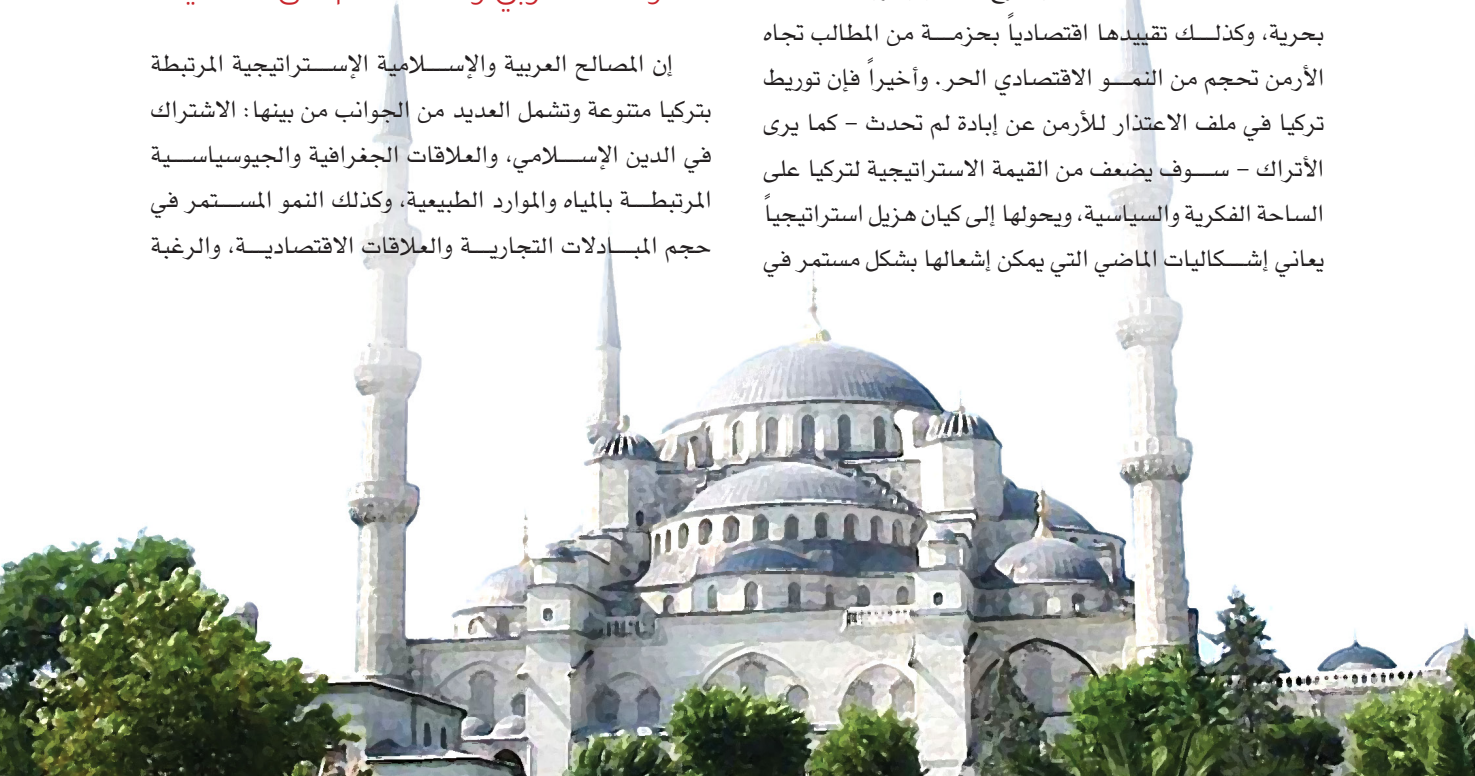 بحرية، وكذلك تقييدها اقتصادياً بحزمة من المطالب تجاه
الأرمن تحجم من النمو الاقتصادي الحر. وأخيراً فإن توريط
تركيا في ملف الاعتذار للأرمن عن إبادة لم تحدث – كما يرى
الأتراك – سوف يضعف من القيمة الاستراتيجية لتركيا على
الساحة الفكرية والسياسية، ويحولها إلى كيان هزيل استراتيجياً
يعاني إشكاليات الماضي التي يمكن إشعالها بشكل مستمر في
إن المصالح العربية والإسلامية الإستراتيجية المرتبطة
بتركيا متنوعة وتشمل العديد من الجوانب من بينها: الاشتراك
في الدين الإسلامي، والعلاقات الجغرافية والجيوسياسية
المرتبطة بالمياه والموارد الطبيعية، وكذلك النمو المستمر في
حجم المبادلات التجارية والعلاقات الاقتصادية، والرغبة